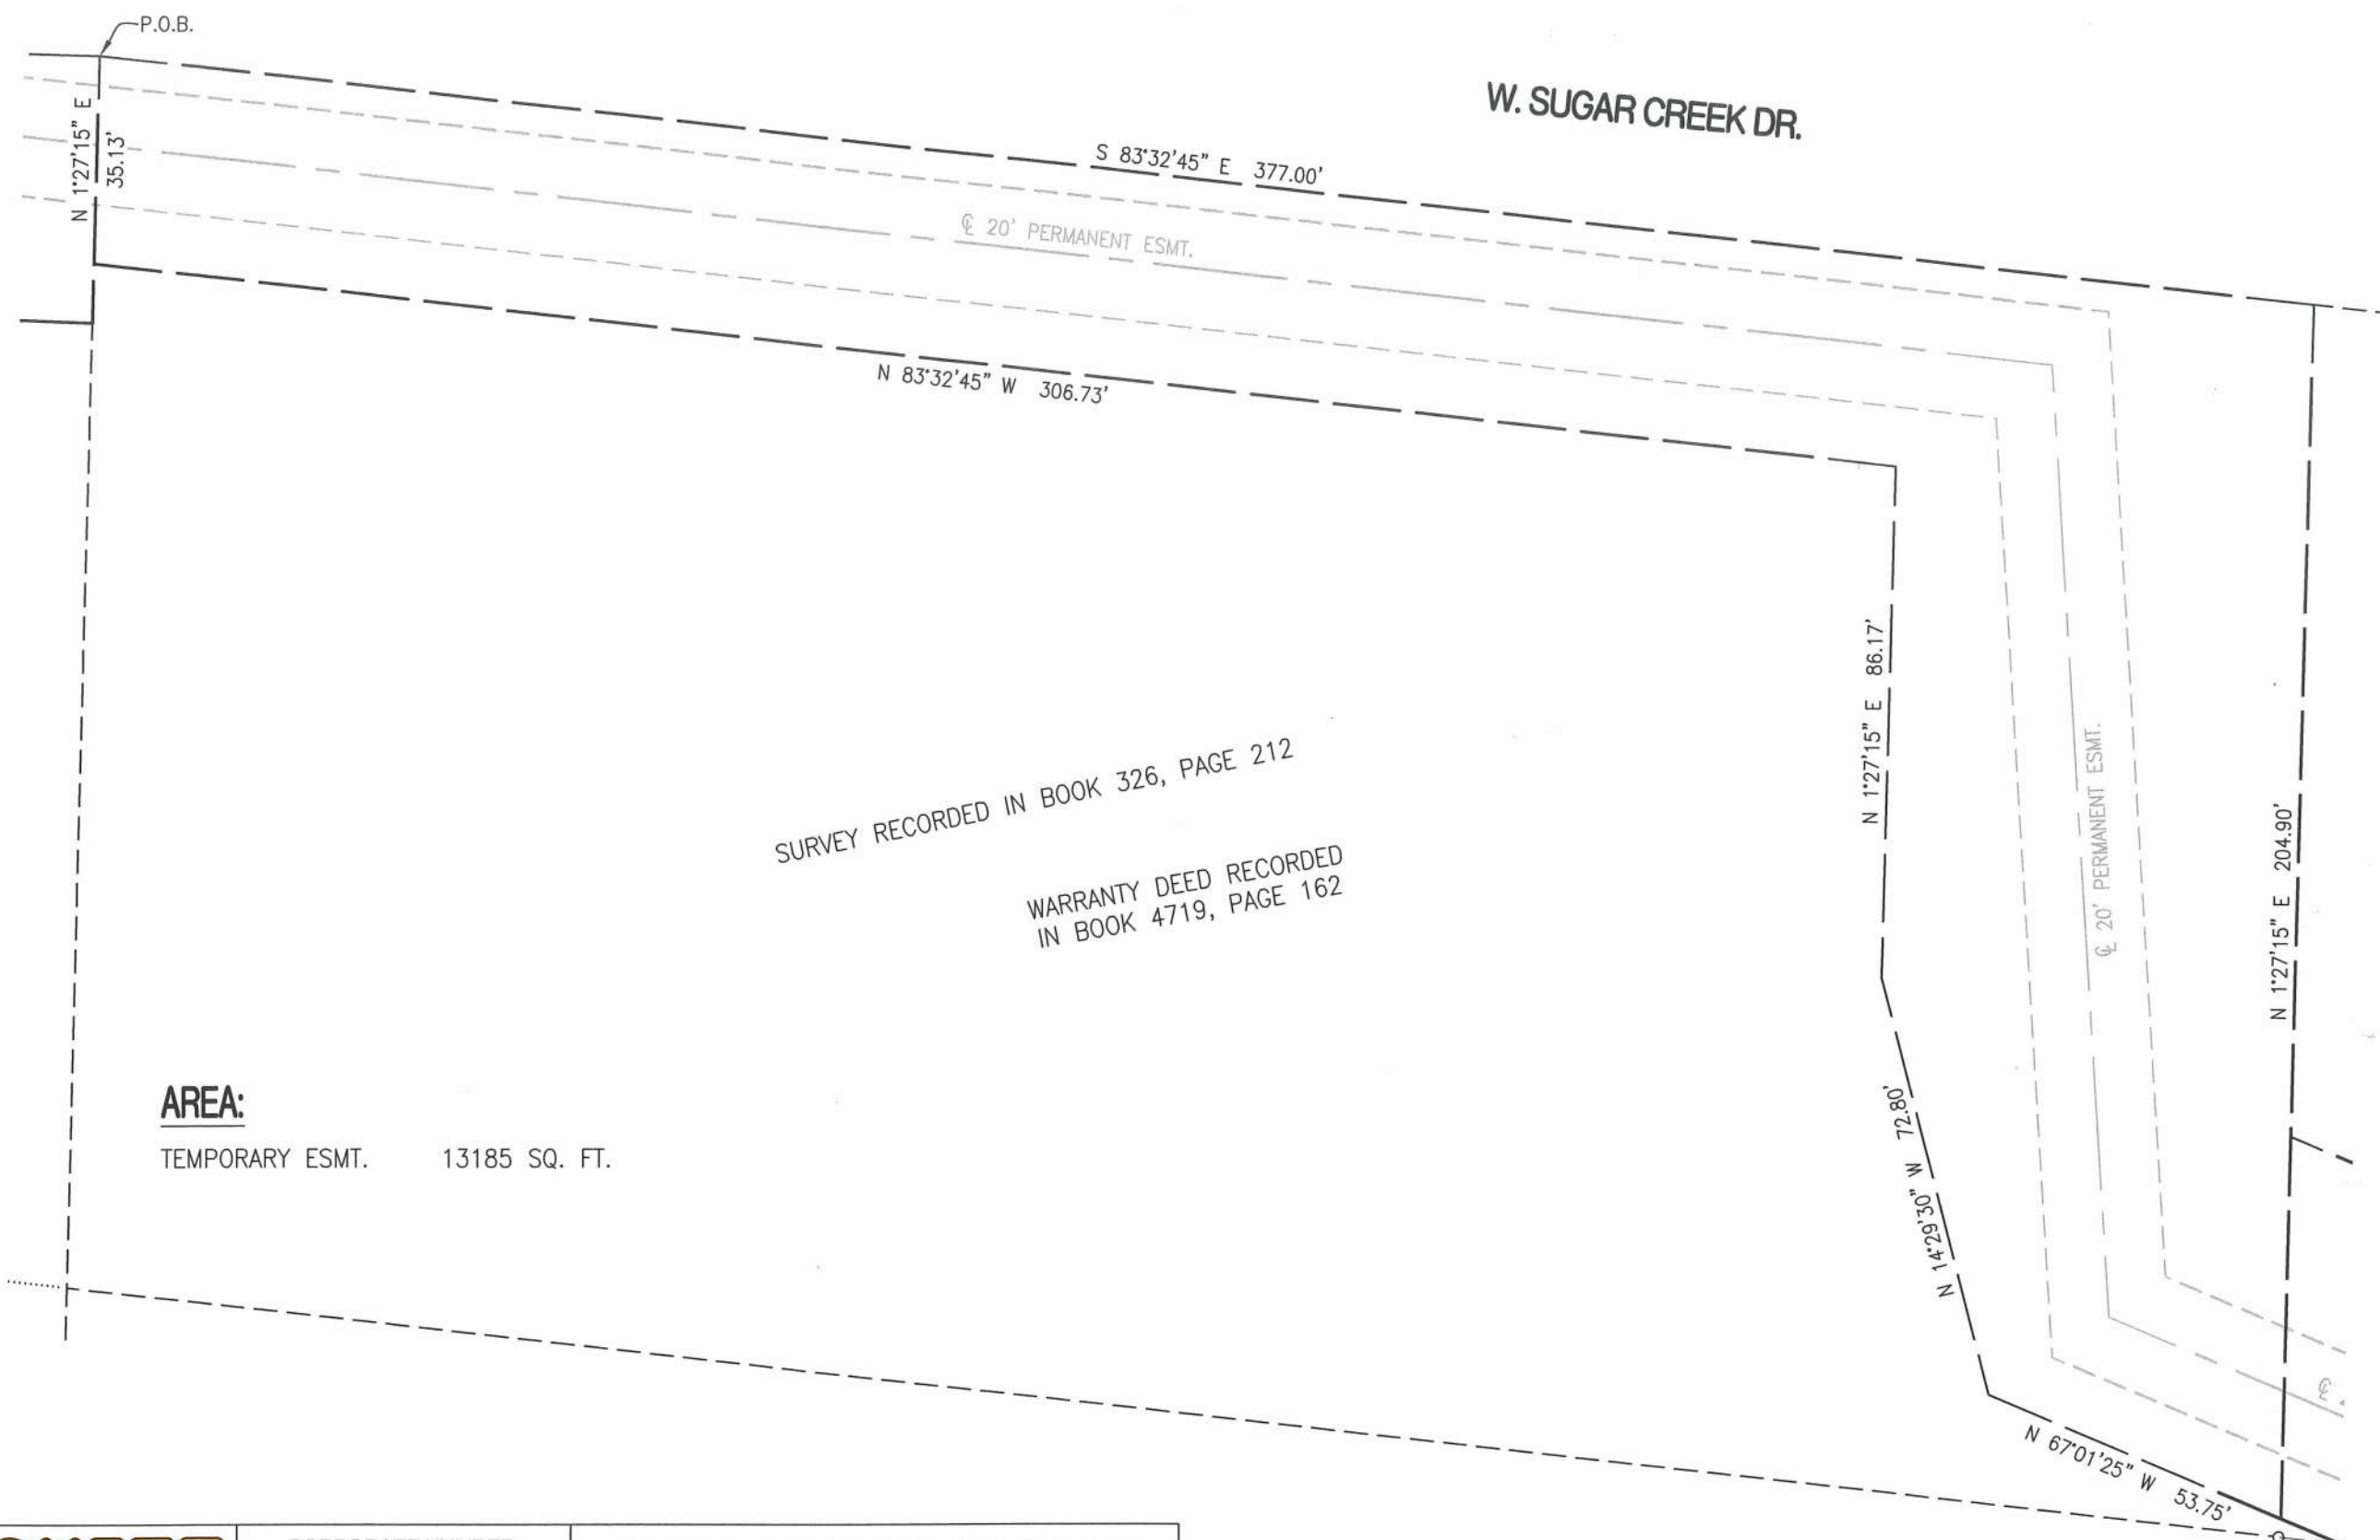 P.O.B.
W. SUGAR CREEK DR.
N 1°27'15" E
35.13'
S 83°32'45" E 377.00'
℄ 20' PERMANENT ESMT.
N 83°32'45" W 306.73'
N 1°27'15" E 86.17'
℄ 20' PERMANENT ESMT.
N 1°27'15" E 204.90'
SURVEY RECORDED IN BOOK 326, PAGE 212
WARRANTY DEED RECORDED
IN BOOK 4719, PAGE 162
AREA:
TEMPORARY ESMT. 13185 SQ. FT.
N 14°29'30" W 72.80'
℄
N 67°01'25" W 53.75'